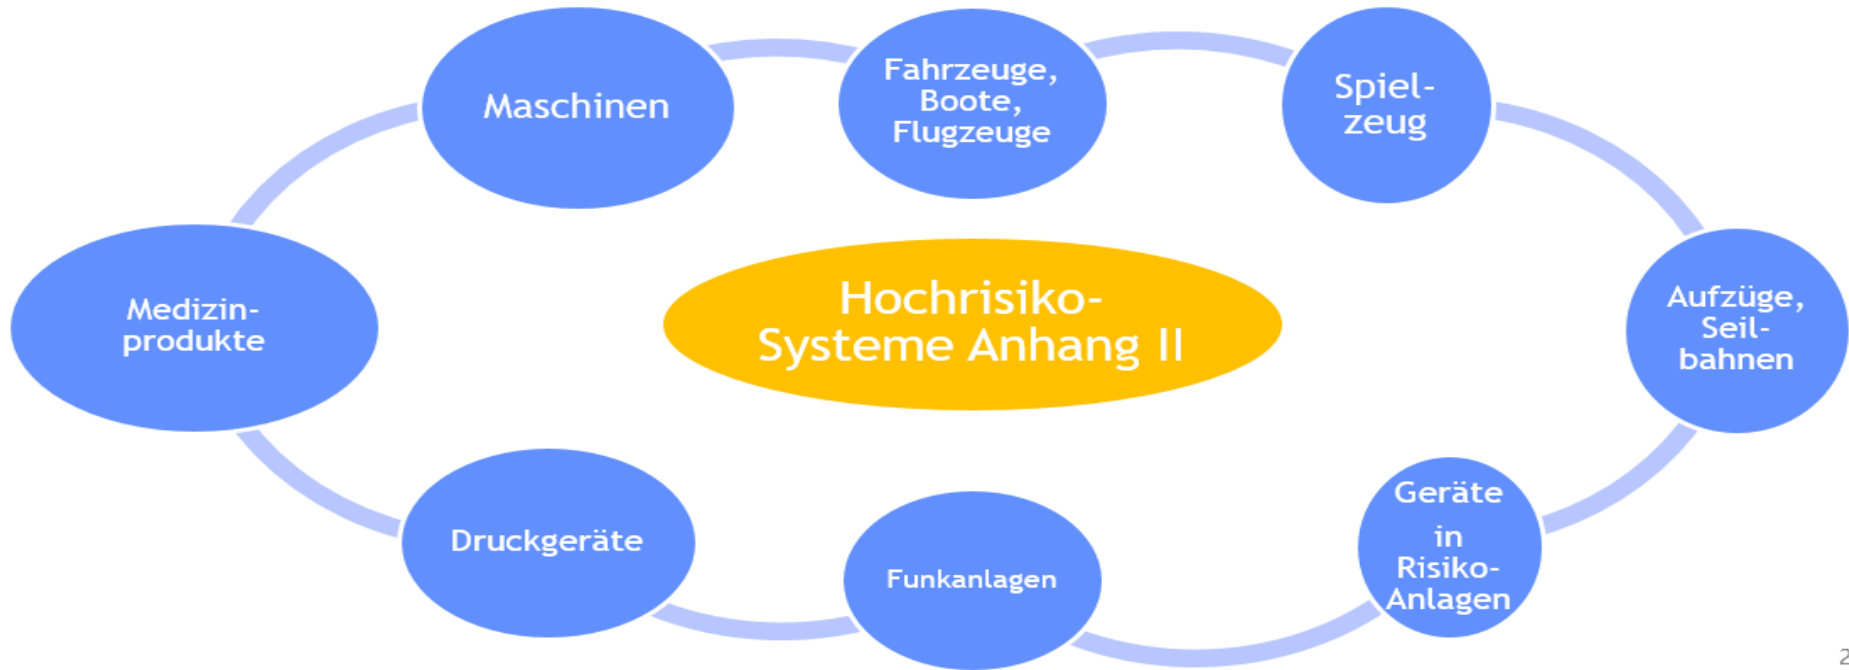 Maschinen
Fahrzeuge,
Boote,
Flugzeuge
Spiel-
zeug
Medizin-
produkte
Hochrisiko-
Systeme Anhang II
Aufzüge,
Seil-
bahnen
Druckgeräte
Funkanlagen
Geräte
in
Risiko-
Anlagen
2